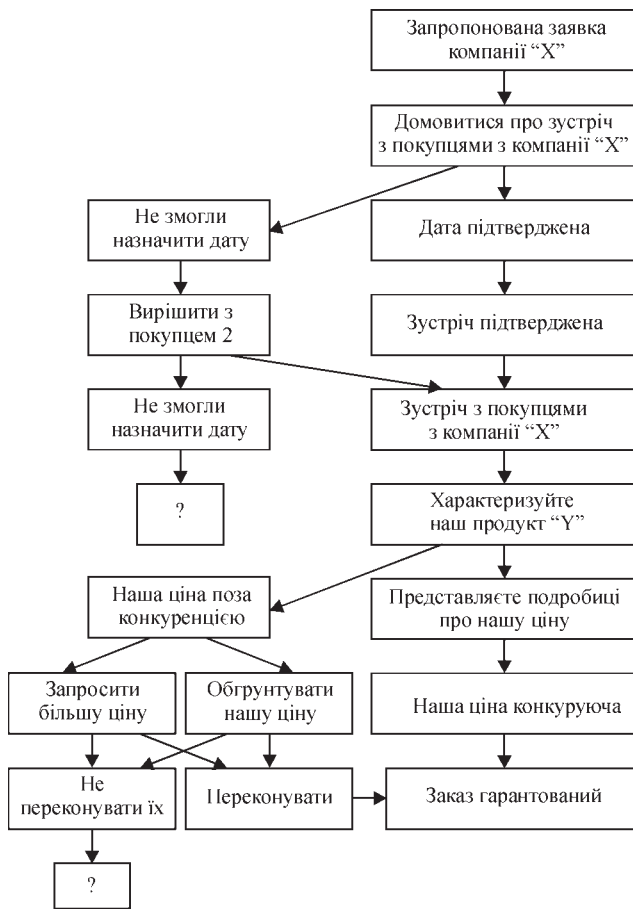 Запропонована заявка
компанії “X”
Домовитися про зустріч
з покупцями з компанії “X”
Не змогли
назначити дату
Дата підтверджена
Вирішити з
покупцем 2
Зустріч підтверджена
Не змогли
назначити дату
Зустріч з покупцями
з компанії “X”
?
Характеризуйте
наш продукт “Y”
Наша ціна поза
конкуренцією
Представляєте подробиці
про нашу ціну
Запросити
більшу ціну
Обгрунтувати
нашу ціну
Наша ціна конкуруюча
Не
переконувати їх
Переконувати
Заказ гарантований
?